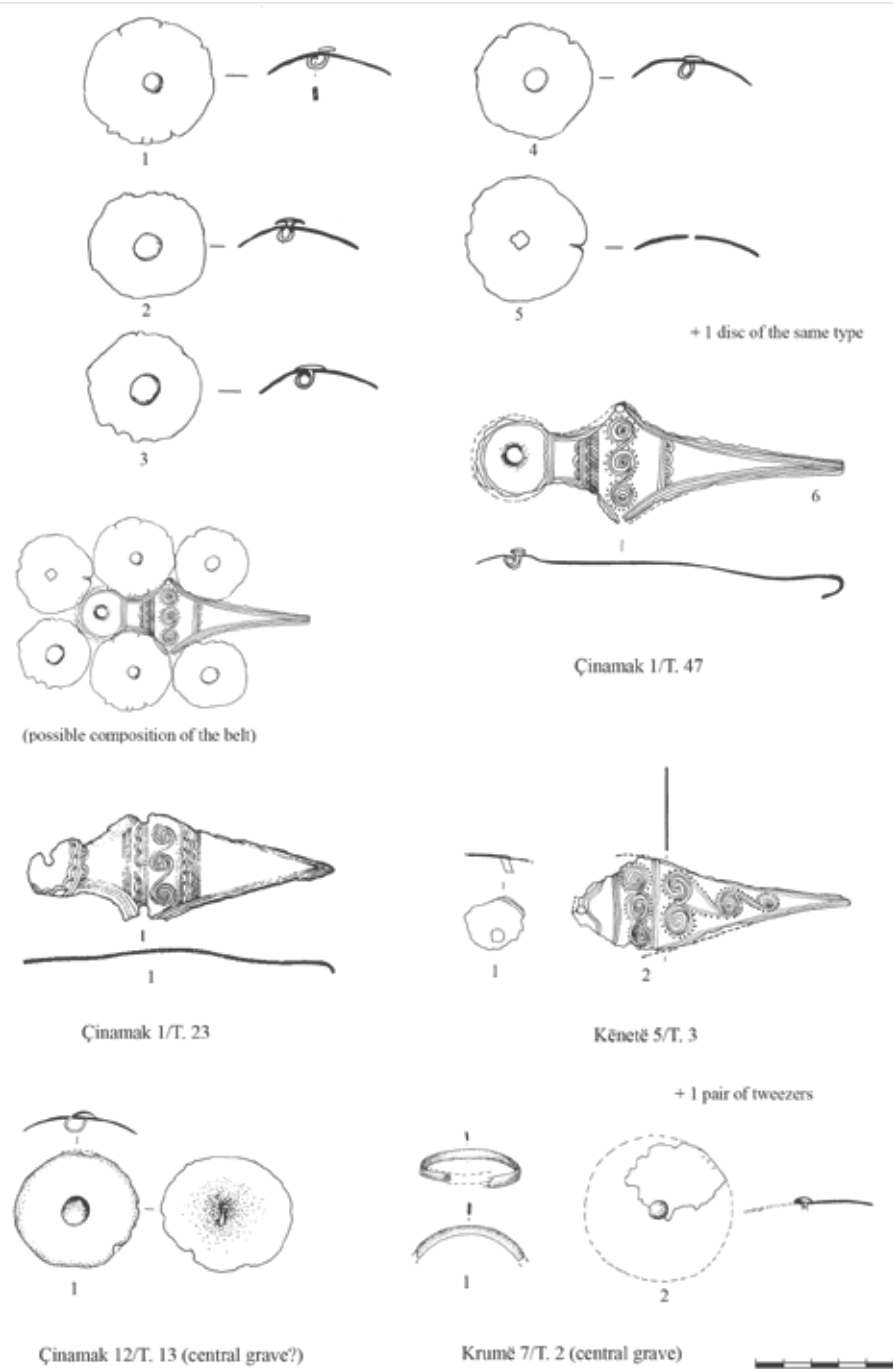 1
4
2
5
+ 1 disc of the same type
3
6
Çinamak 1/T. 47
(possible composition of the belt)
1
1
2
Çinamak 1/T. 23
Kënetë 5/T. 3
+ 1 pair of tweezers
1
1
2
Çinamak 12/T. 13 (central grave?)
Krumë 7/T. 2 (central grave)